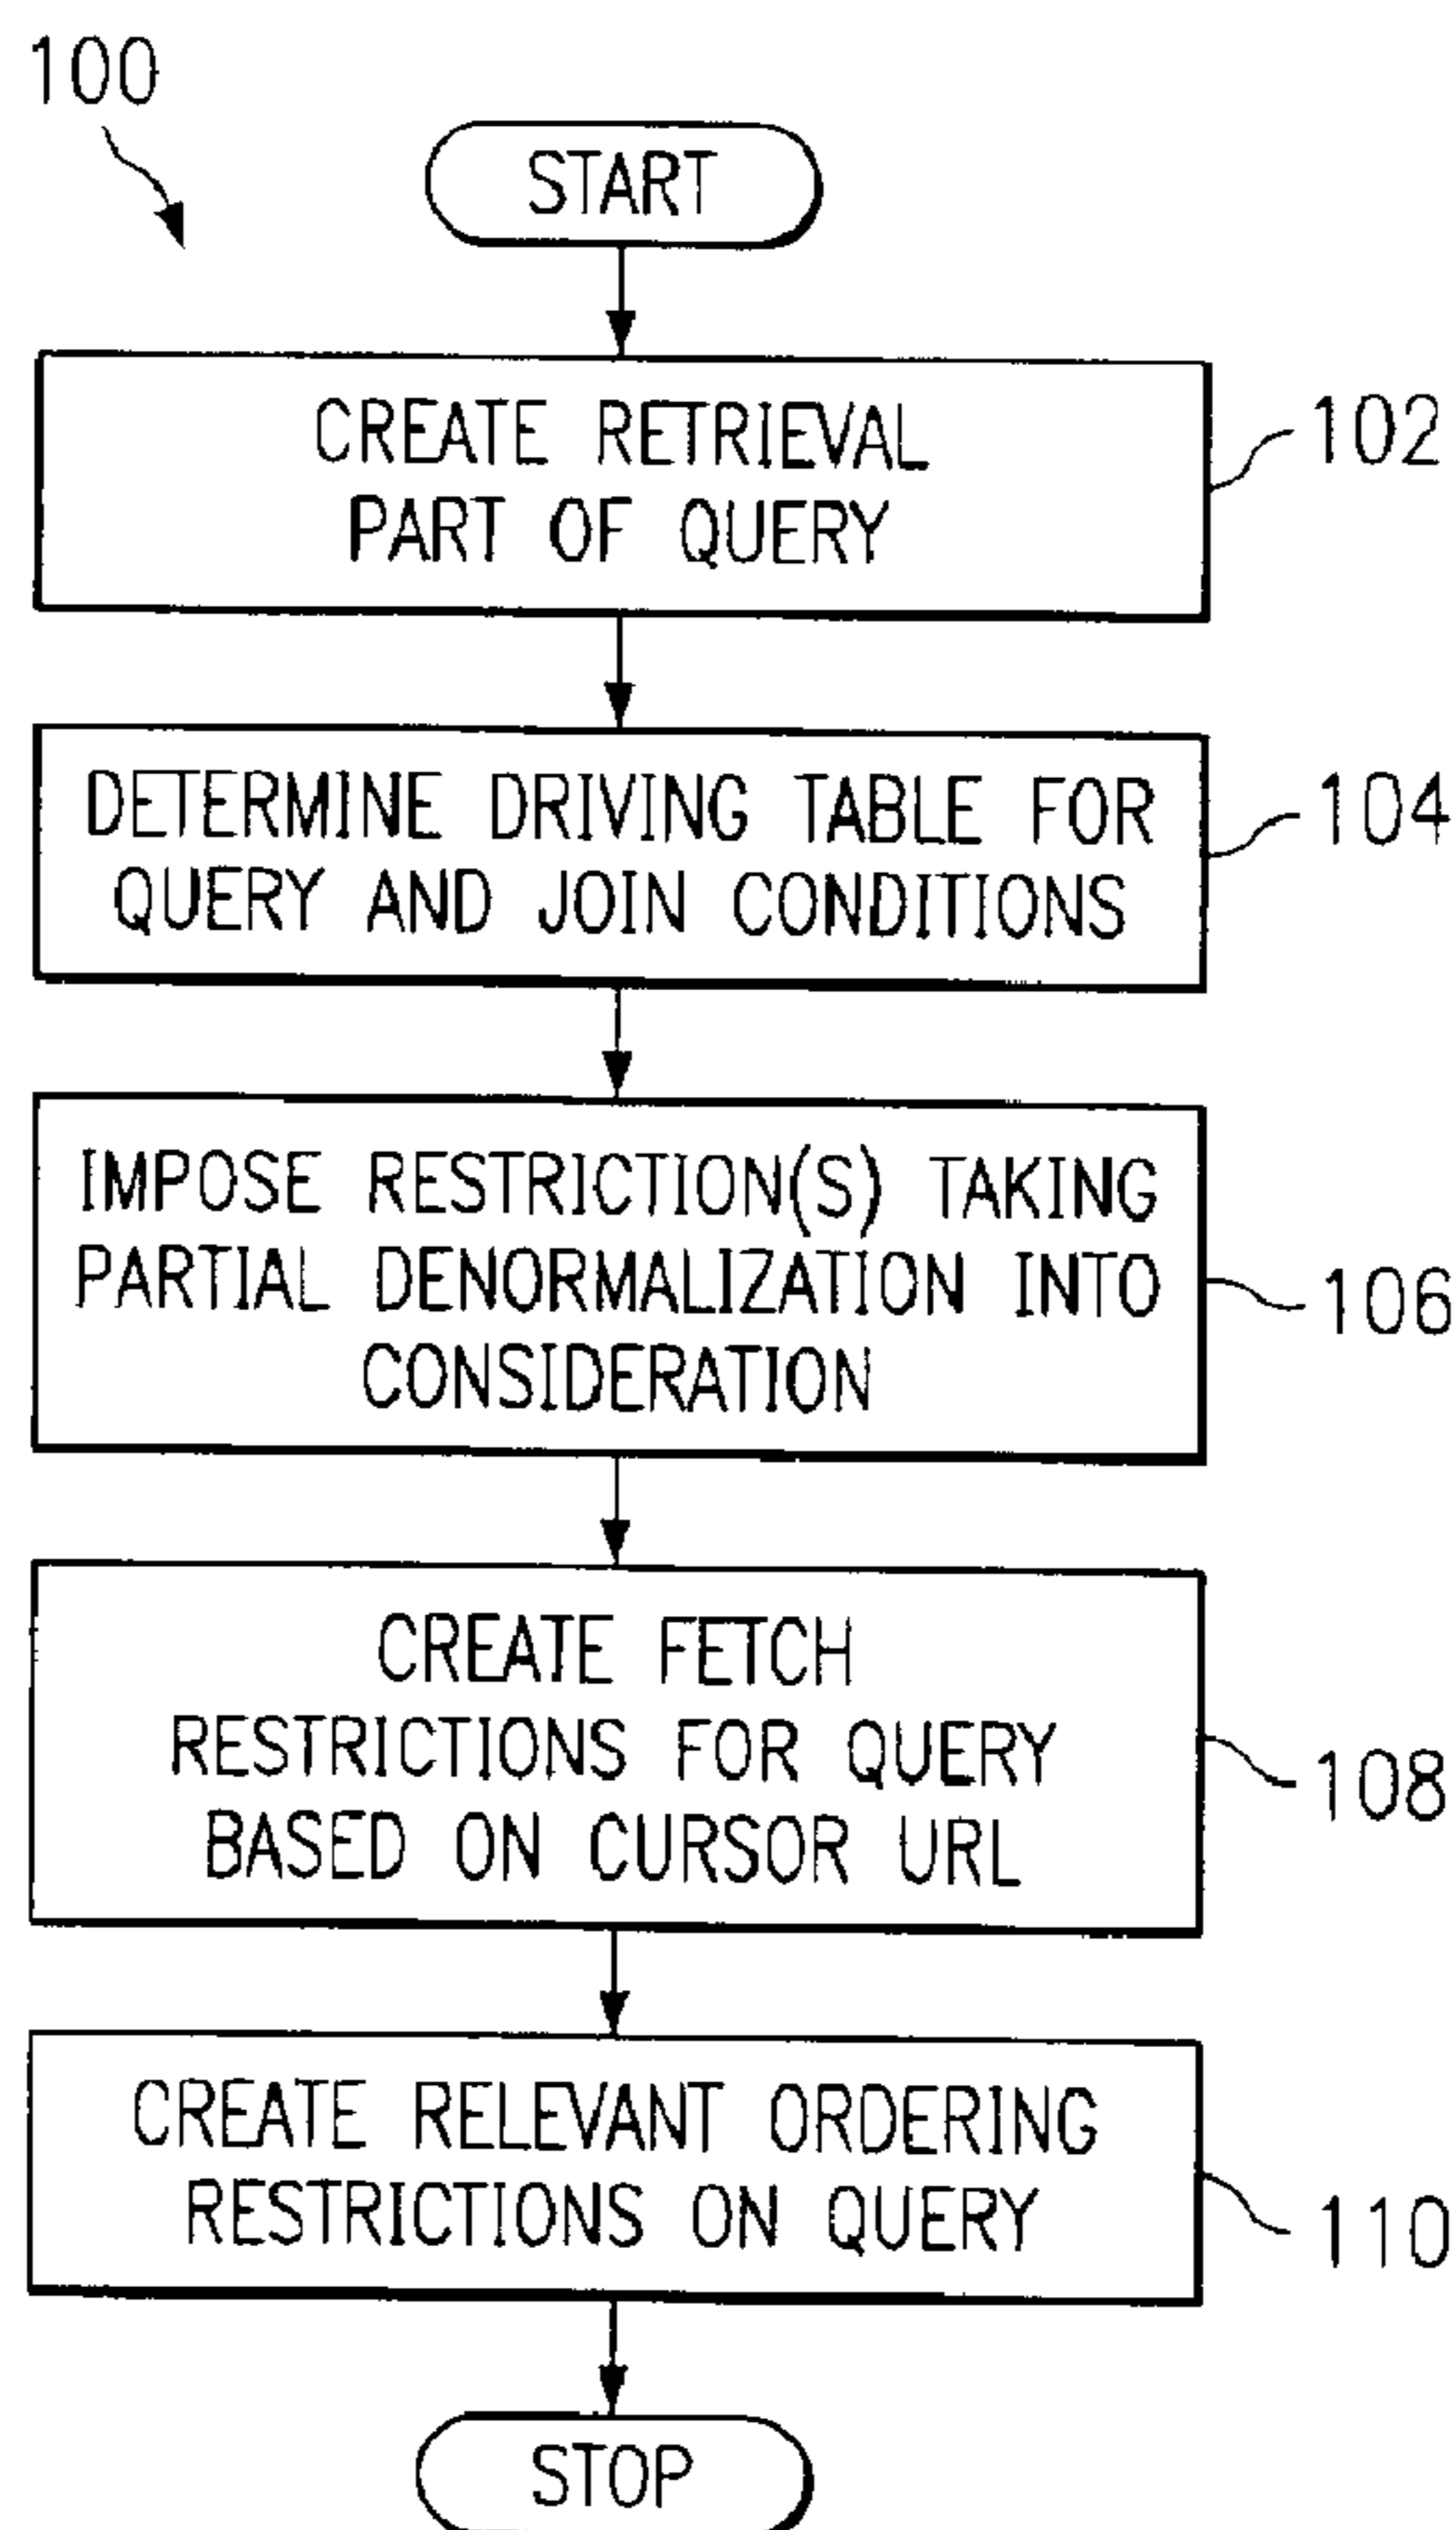 100
START
CREATE RETRIEVAL
PART OF QUERY
102
DETERMINE DRIVING TABLE FOR
QUERY AND JOIN CONDITIONS
104
IMPOSE RESTRICTION(S) TAKING
PARTIAL DENORMALIZATION INTO
CONSIDERATION
106
CREATE FETCH
RESTRICTIONS FOR QUERY
BASED ON CURSOR URL
108
CREATE RELEVANT ORDERING
RESTRICTIONS ON QUERY
110
STOP